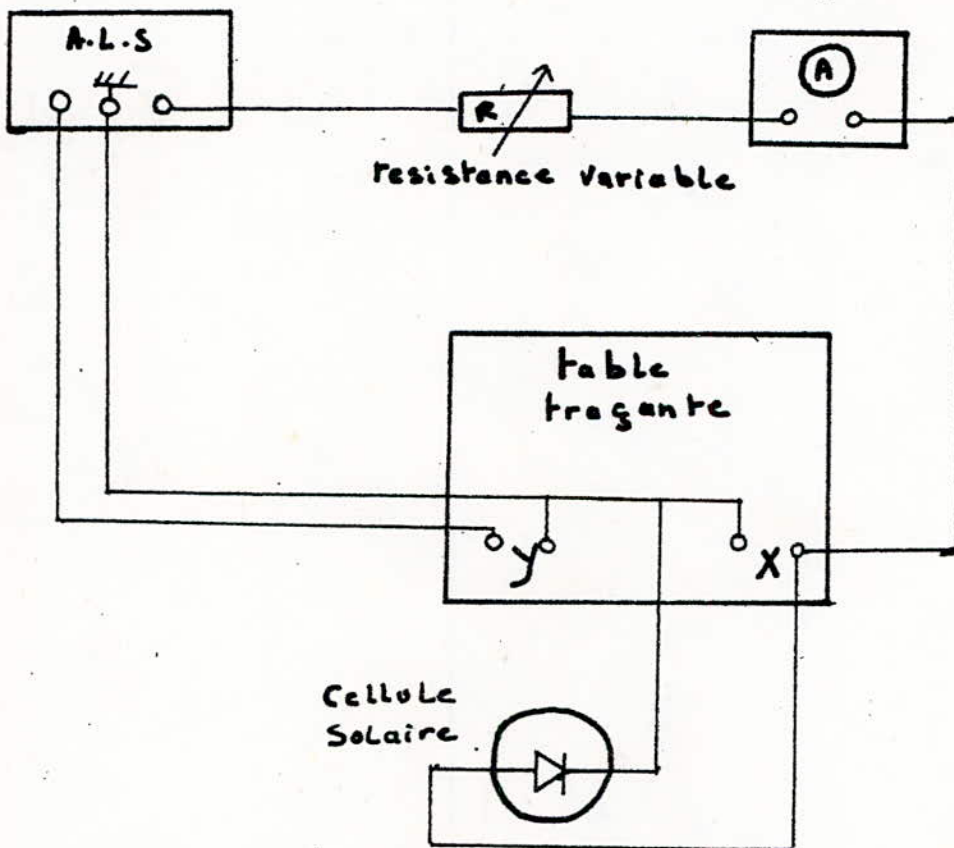 A.L.S
A
R
resistance variable
table
traçante
y
X
Cellule
Solaire